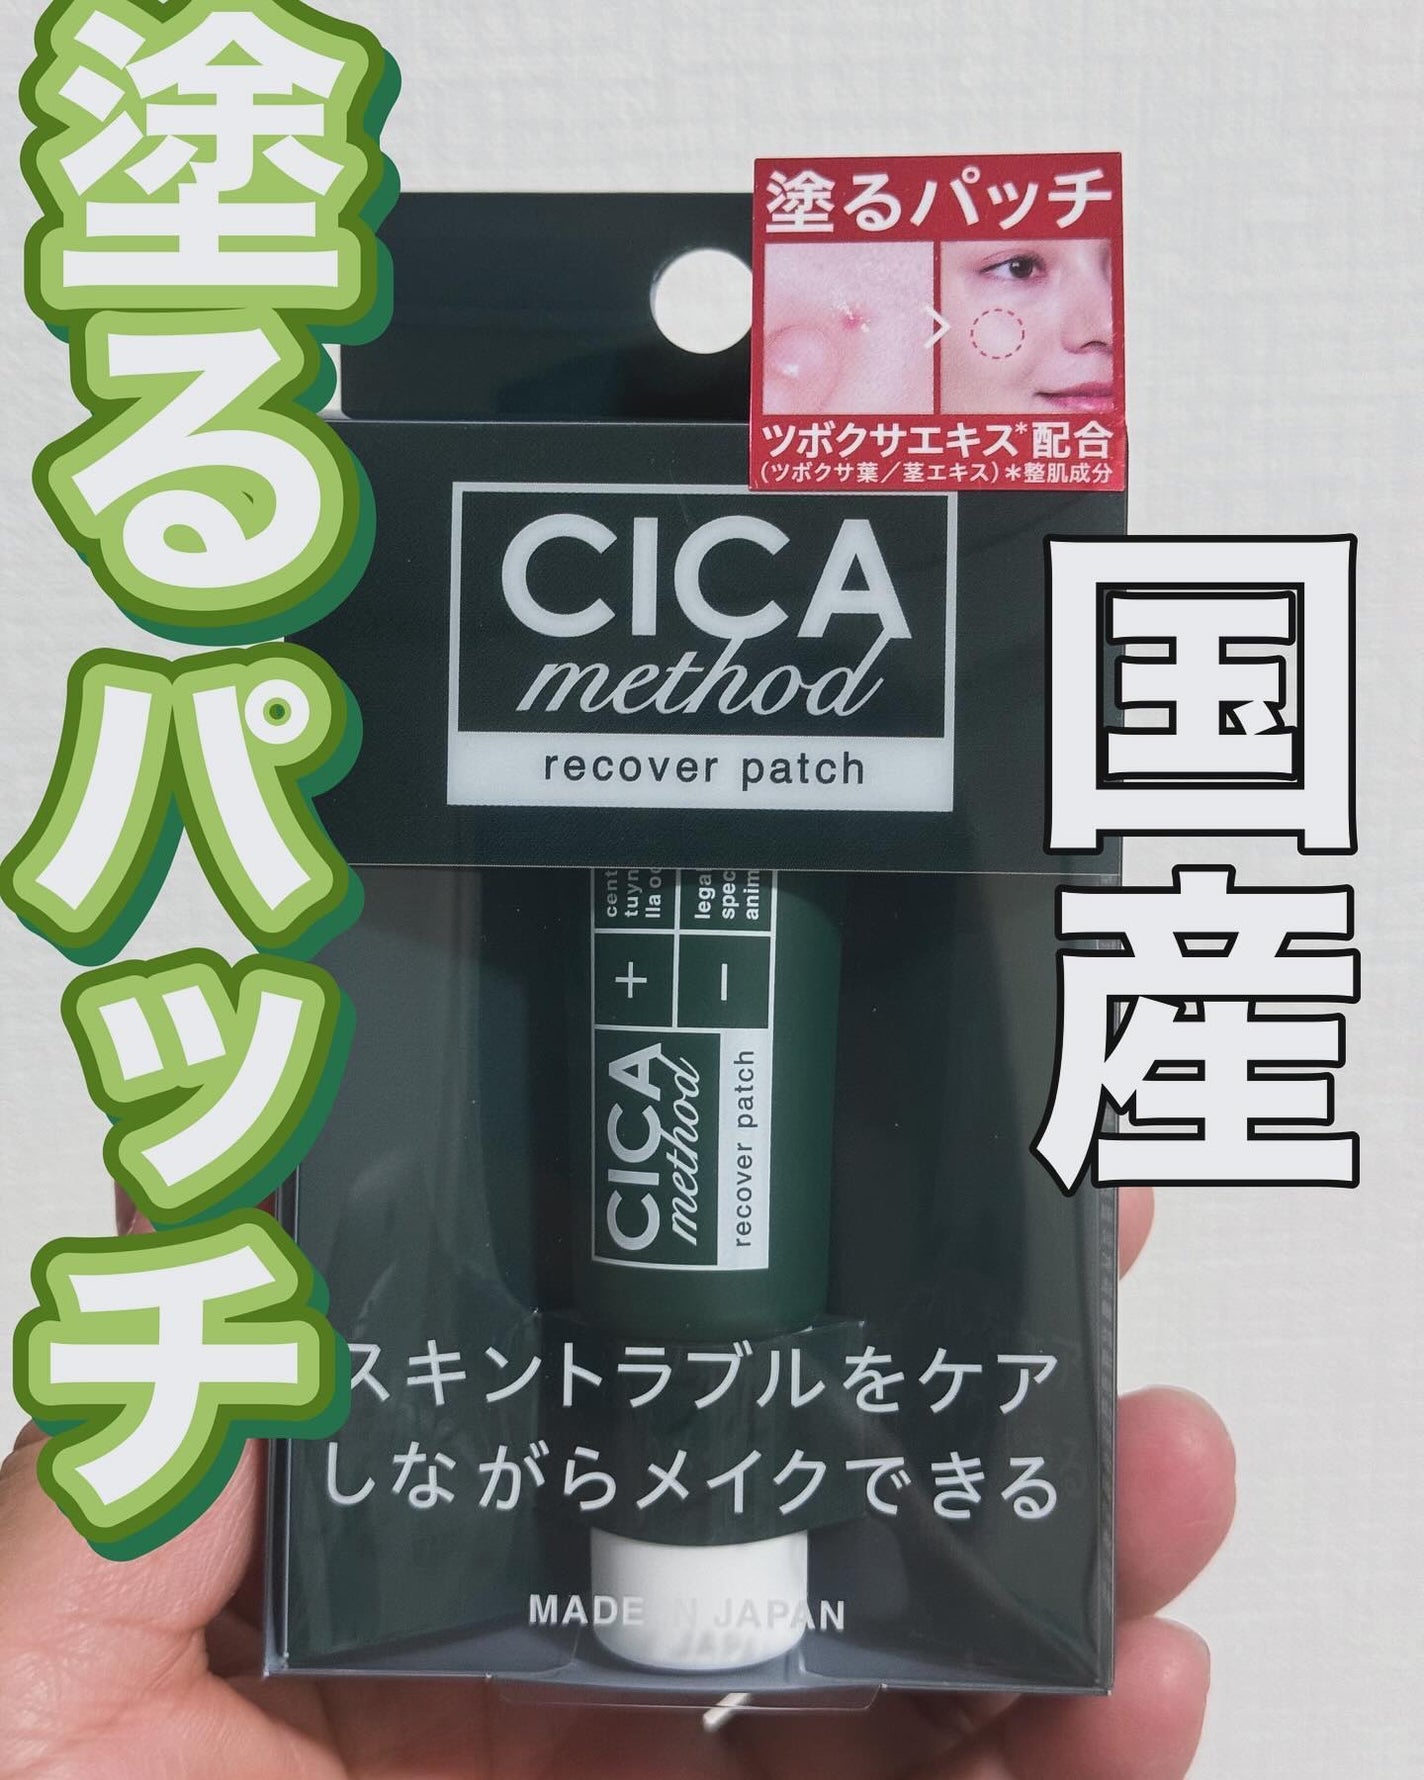 塗るパッチ
塗るパッチ
ツボクサエキス*配合
(ツボクサ葉/茎エキス)*整肌成分
国産
CICA
method
recover patch
+
−
CICA
method
recover patch
スキントラブルをケア
しながらメイクできる
MADE IN JAPAN